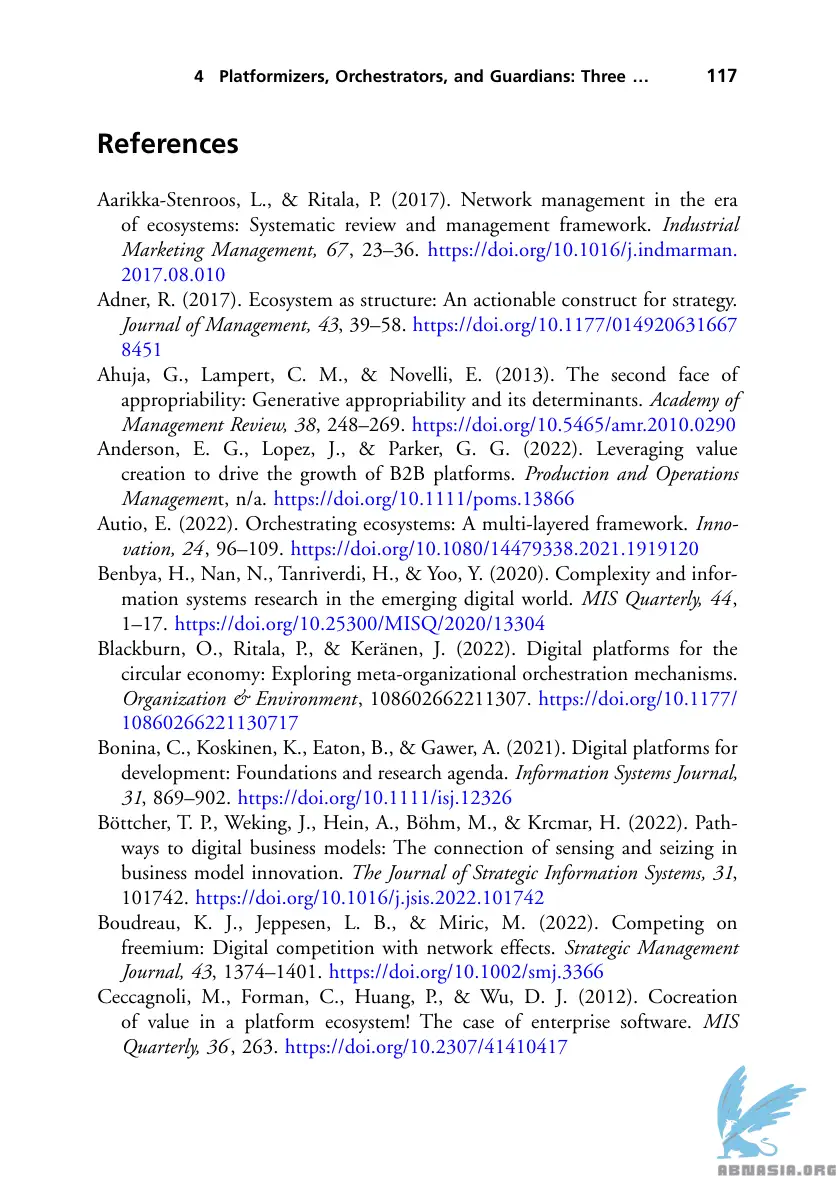 4 Platformizers, Orchestrators, and Guardians: Three … 117
References
Aarikka-Stenroos, L., & Ritala, P. (2017). Network management in the era
of ecosystems: Systematic review and management framework. Industrial
Marketing Management, 67, 23–36. https://doi.org/10.1016/j.indmarman.
2017.08.010
Adner, R. (2017). Ecosystem as structure: An actionable construct for strategy.
Journal of Management, 43, 39–58. https://doi.org/10.1177/014920631667
8451
Ahuja, G., Lampert, C. M., & Novelli, E. (2013). The second face of
appropriability: Generative appropriability and its determinants. Academy of
Management Review, 38, 248–269. https://doi.org/10.5465/amr.2010.0290
Anderson, E. G., Lopez, J., & Parker, G. G. (2022). Leveraging value
creation to drive the growth of B2B platforms. Production and Operations
Management, n/a. https://doi.org/10.1111/poms.13866
Autio, E. (2022). Orchestrating ecosystems: A multi-layered framework. Inno-
vation, 24, 96–109. https://doi.org/10.1080/14479338.2021.1919120
Benbya, H., Nan, N., Tanriverdi, H., & Yoo, Y. (2020). Complexity and infor-
mation systems research in the emerging digital world. MIS Quarterly, 44,
1–17. https://doi.org/10.25300/MISQ/2020/13304
Blackburn, O., Ritala, P., & Keränen, J. (2022). Digital platforms for the
circular economy: Exploring meta-organizational orchestration mechanisms.
Organization & Environment, 108602662211307. https://doi.org/10.1177/
10860266221130717
Bonina, C., Koskinen, K., Eaton, B., & Gawer, A. (2021). Digital platforms for
development: Foundations and research agenda. Information Systems Journal,
31, 869–902. https://doi.org/10.1111/isj.12326
Böttcher, T. P., Weking, J., Hein, A., Böhm, M., & Krcmar, H. (2022). Path-
ways to digital business models: The connection of sensing and seizing in
business model innovation. The Journal of Strategic Information Systems, 31,
101742. https://doi.org/10.1016/j.jsis.2022.101742
Boudreau, K. J., Jeppesen, L. B., & Miric, M. (2022). Competing on
freemium: Digital competition with network effects. Strategic Management
Journal, 43, 1374–1401. https://doi.org/10.1002/smj.3366
Ceccagnoli, M., Forman, C., Huang, P., & Wu, D. J. (2012). Cocreation
of value in a platform ecosystem! The case of enterprise software. MIS
Quarterly, 36, 263. https://doi.org/10.2307/41410417
ABNASIA.ORG